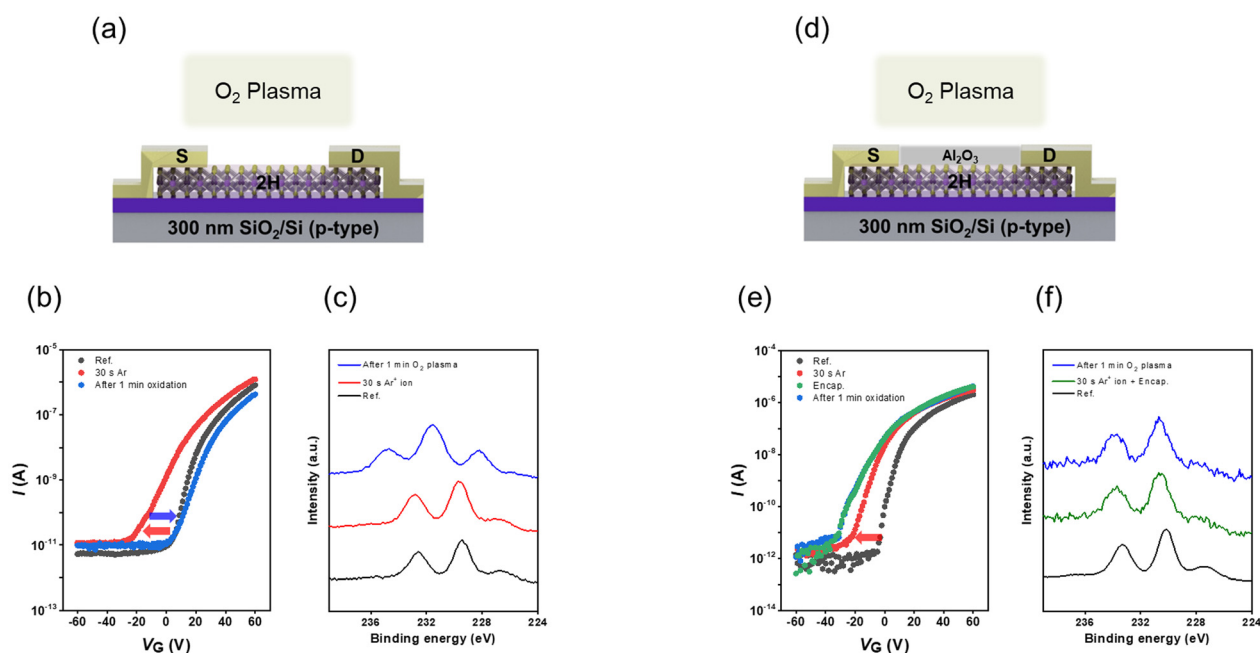 (a)
O₂ Plasma
S
D
2H
300 nm SiO₂/Si (p-type)
(d)
O₂ Plasma
S
Al₂O₃
D
2H
300 nm SiO₂/Si (p-type)
(b)
I (A)
10⁻⁵
10⁻⁷
10⁻⁹
10⁻¹¹
10⁻¹³
Ref.
30 s Ar
After 1 min oxidation
-60 -40 -20 0 20 40 60
VG (V)
(c)
Intensity (a.u.)
After 1 min O₂ plasma
30 s Ar⁺ ion
Ref.
236 232 228 224
Binding energy (eV)
(e)
I (A)
10⁻⁴
10⁻⁶
10⁻⁸
10⁻¹⁰
10⁻¹²
10⁻¹⁴
Ref.
30 s Ar
Encap.
After 1 min oxidation
-60 -40 -20 0 20 40 60
VG (V)
(f)
Intensity (a.u.)
After 1 min O₂ plasma
30 s Ar⁺ ion + Encap.
Ref.
236 232 228 224
Binding energy (eV)